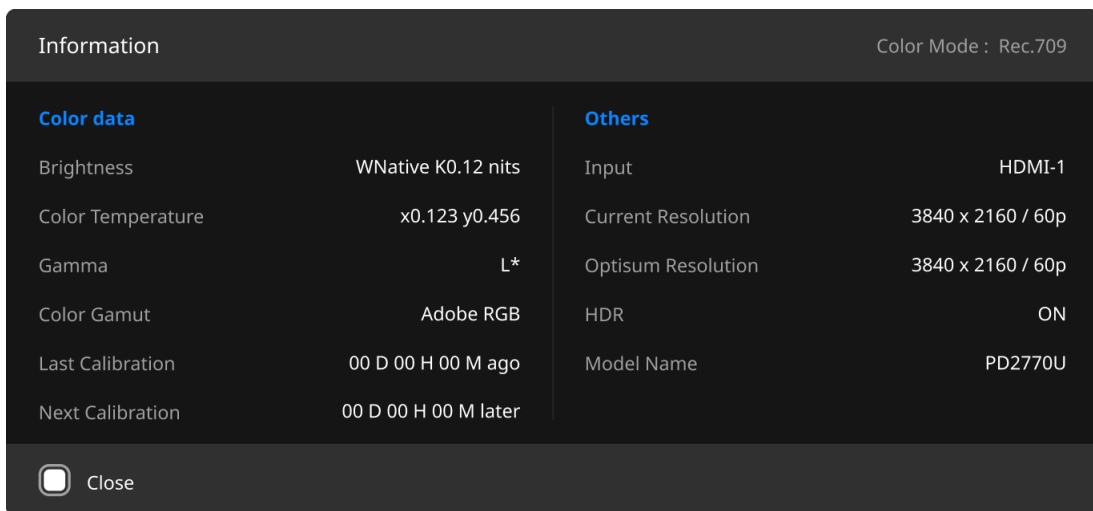 Information
Color Mode : Rec.709
Color data
Brightness WNative K0.12 nits
Color Temperature x0.123 y0.456
Gamma L*
Color Gamut Adobe RGB
Last Calibration 00 D 00 H 00 M ago
Next Calibration 00 D 00 H 00 M later
Others
Input HDMI-1
Current Resolution 3840 x 2160 / 60p
Optisum Resolution 3840 x 2160 / 60p
HDR ON
Model Name PD2770U
Close